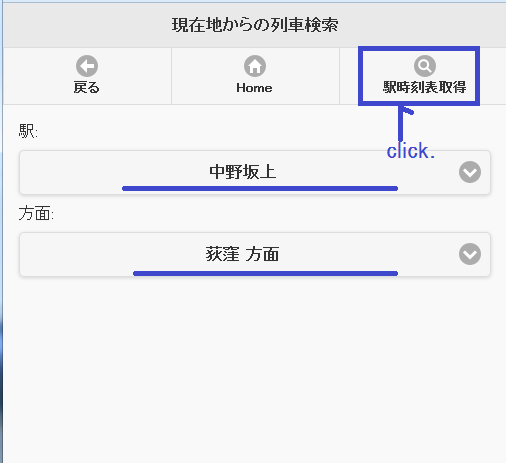 現在地からの列車検索
戻る
Home
駅時刻表取得
click.
駅:
中野坂上
方面:
荻窪 方面